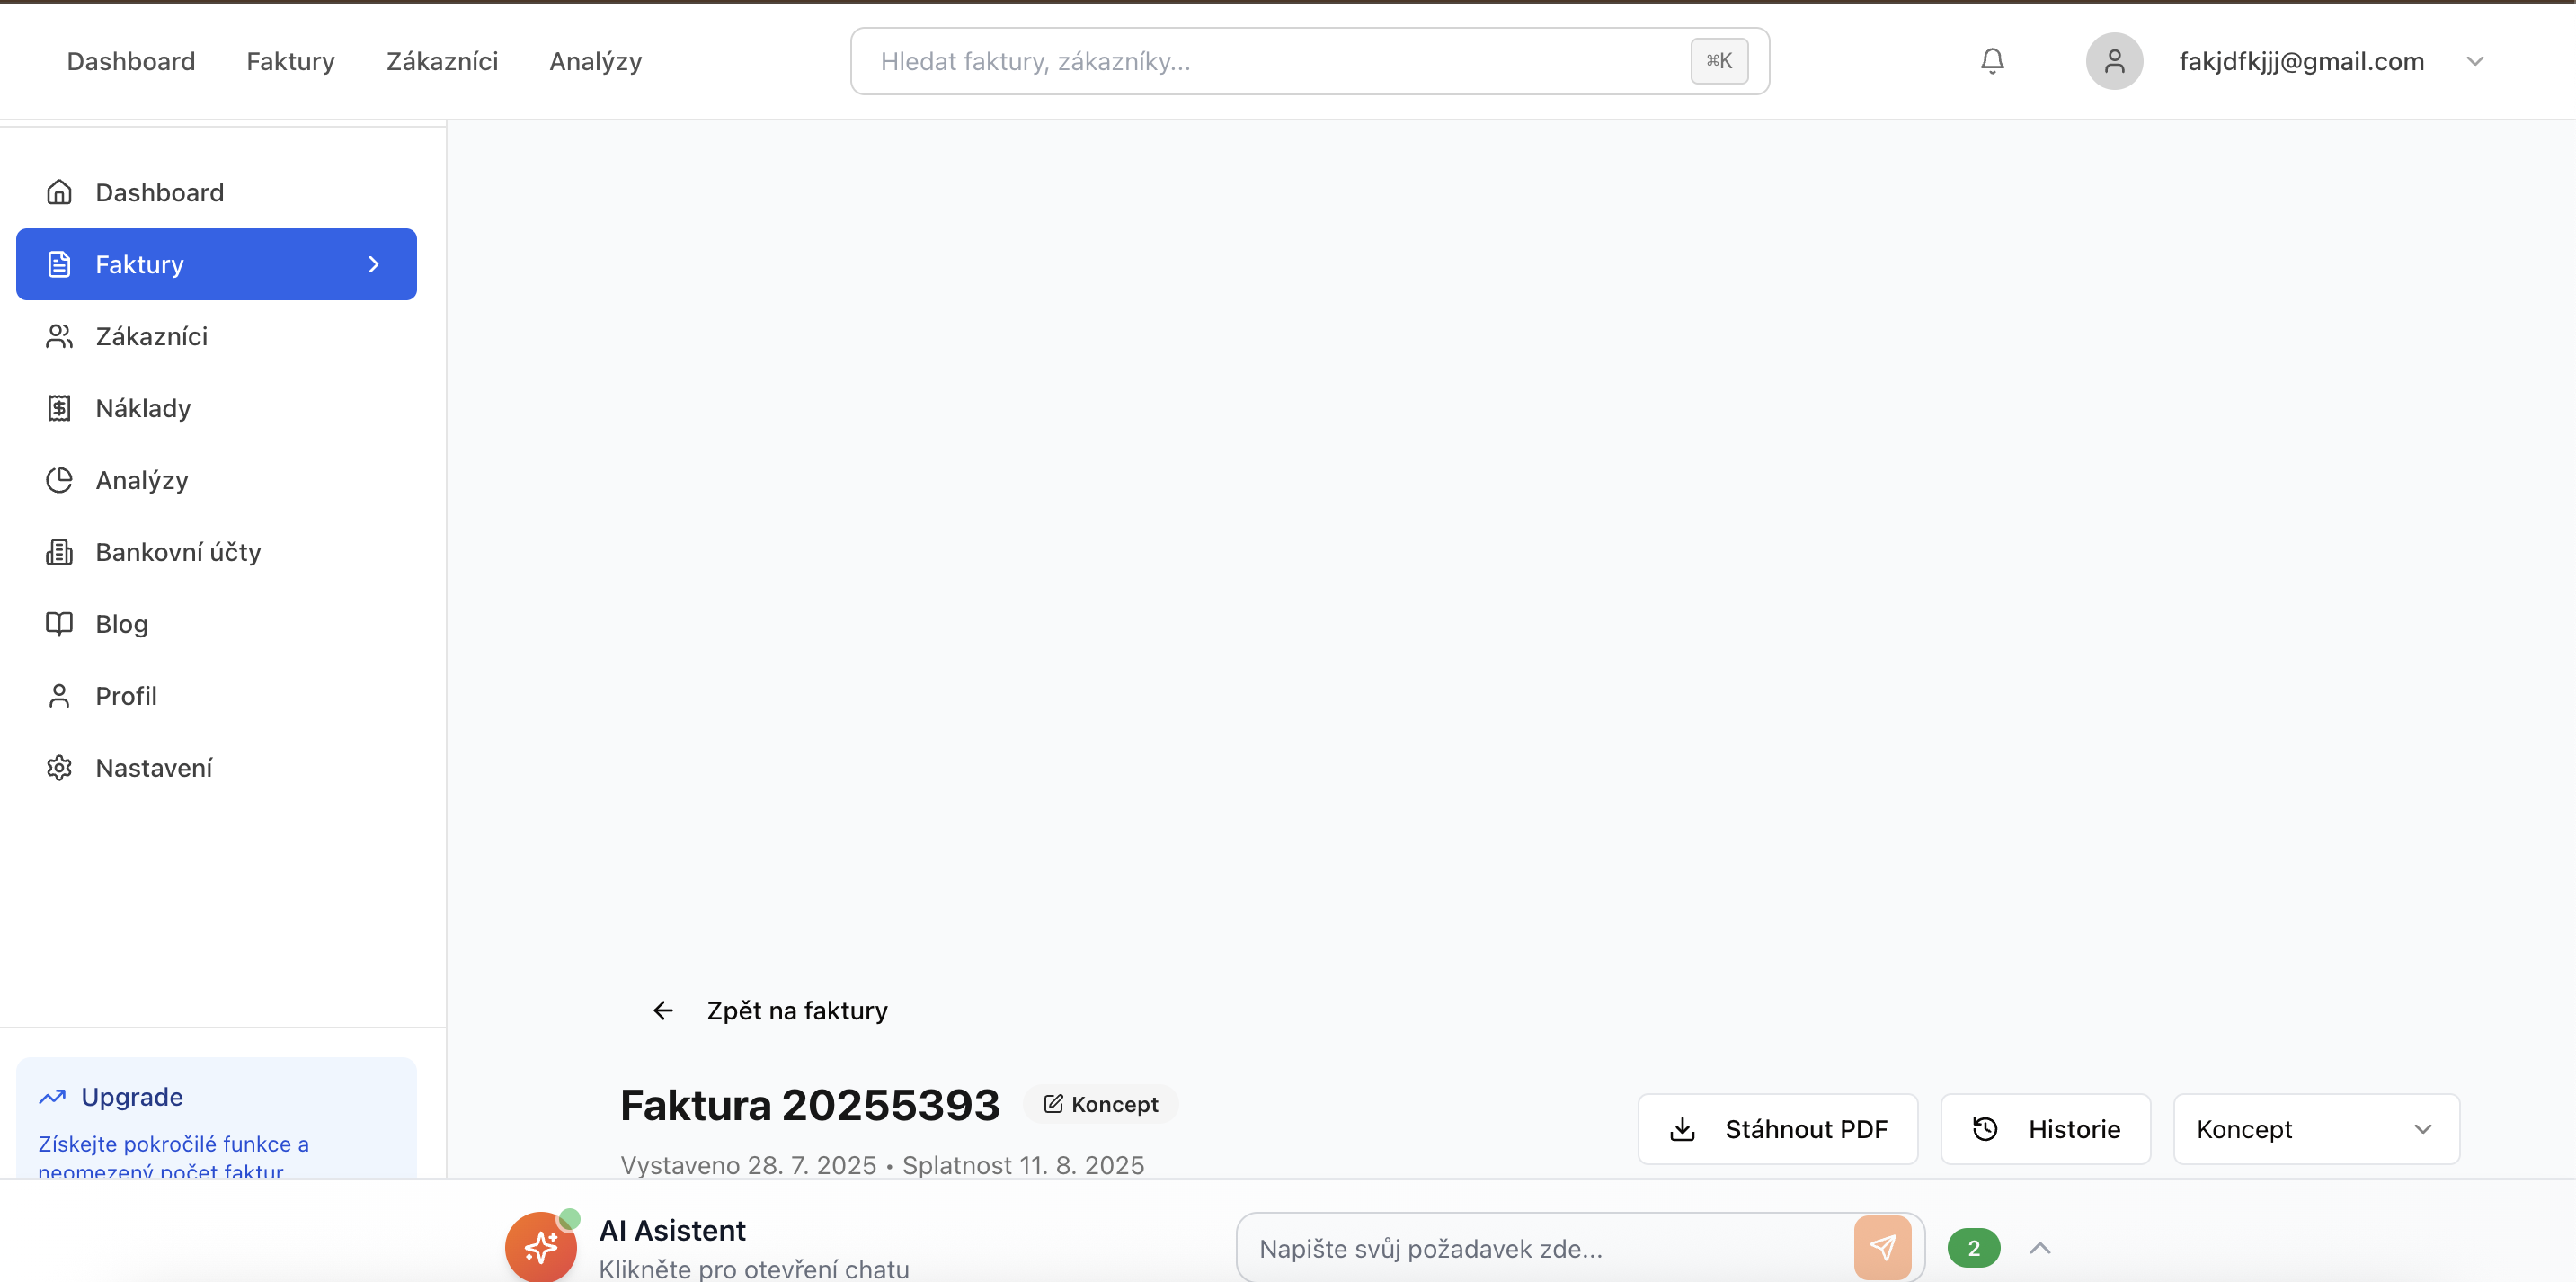 Dashboard Faktury Zákazníci Analýzy
Hledat faktury, zákazníky...
⌘K
fakjdfkjjj@gmail.com
Dashboard
Faktury
Zákazníci
Náklady
Analýzy
Bankovní účty
Blog
Profil
Nastavení
Upgrade
Získejte pokročilé funkce a
neomezený počet faktur
Zpět na faktury
Faktura 20255393
Koncept
Vystaveno 28. 7. 2025 • Splatnost 11. 8. 2025
Stáhnout PDF
Historie
Koncept
AI Asistent
Klikněte pro otevření chatu
Napište svůj požadavek zde...
2